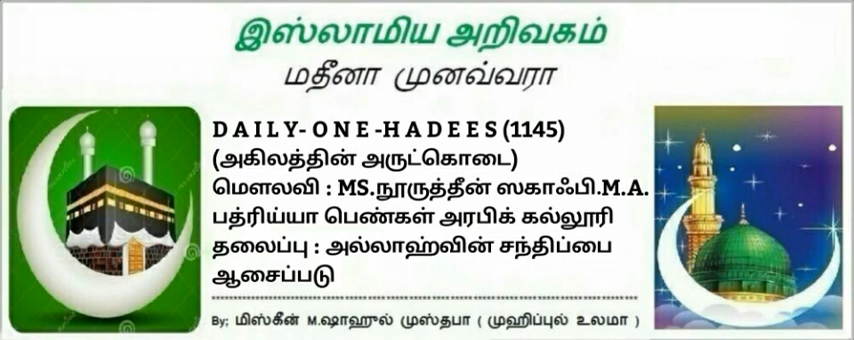 இஸ்லாமிய அறிவகம்
மதீனா முனவ்வரா
DAILY- ONE -HADEES (1145)
(அகிலத்தின் அருட்கொடை)
மௌலவி : MS.நூருத்தீன் ஸகாஃபி.M.A.
பத்ரிய்யா பெண்கள் அரபிக் கல்லூரி
தலைப்பு : அல்லாஹ்வின் சந்திப்பை
ஆசைப்படு
By; மிஸ்கீன் M.ஷாஹுல் முஸ்தபா ( முஹிப்புல் உலமா )